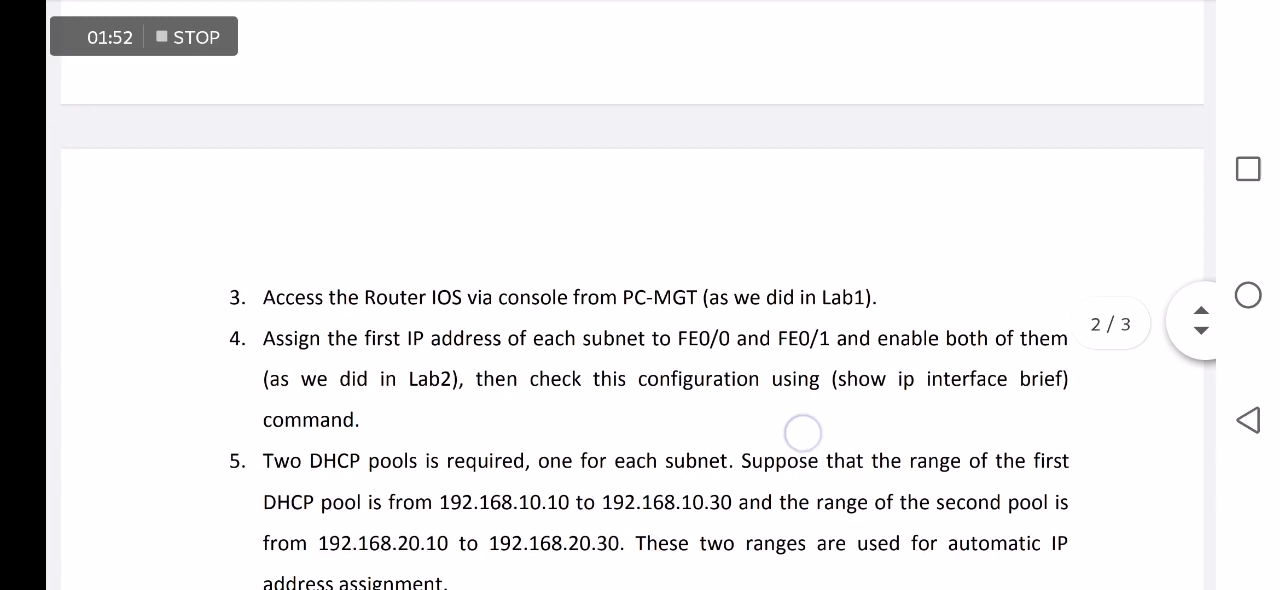 01:52 STOP
3. Access the Router IOS via console from PC-MGT (as we did in Lab1).
4. Assign the first IP address of each subnet to FE0/0 and FE0/1 and enable both of them
2 / 3
(as we did in Lab2), then check this configuration using (show ip interface brief)
command.
5. Two DHCP pools is required, one for each subnet. Suppose that the range of the first
DHCP pool is from 192.168.10.10 to 192.168.10.30 and the range of the second pool is
from 192.168.20.10 to 192.168.20.30. These two ranges are used for automatic IP
address assignment.